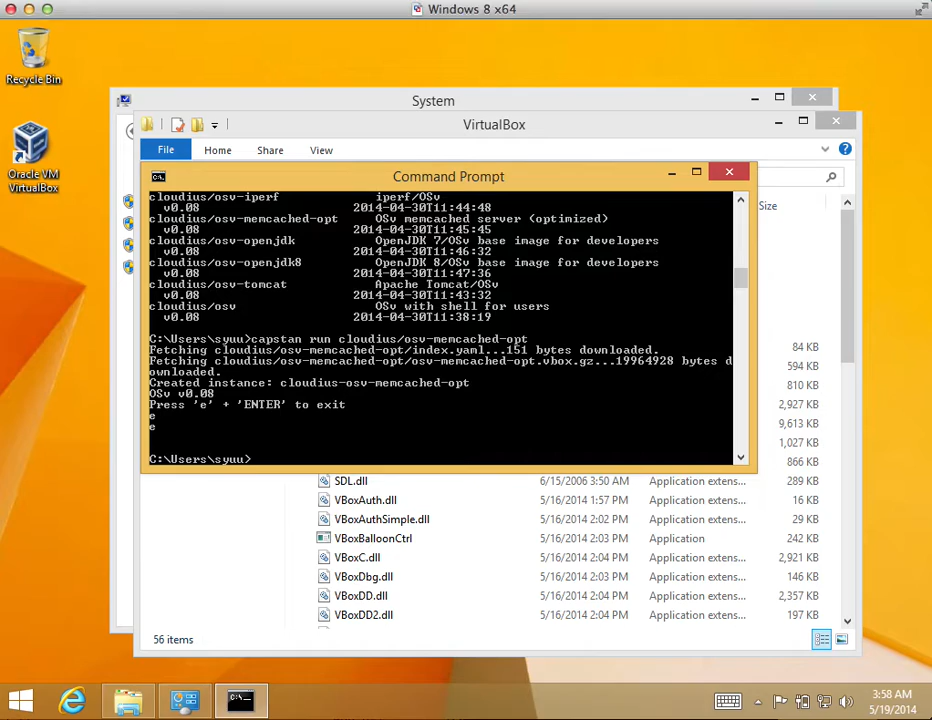 Windows 8 x64
Recycle Bin
System
VirtualBox
File Home Share View
Oracle VM
VirtualBox
Command Prompt
Size
cloudius/osv-iperf iperf/OSv
v0.08 2014-04-30T11:44:48
cloudius/osv-memcached-opt OSv memcached server (optimized)
v0.08 2014-04-30T11:45:45
cloudius/osv-openjdk OpenJDK 7/OSv base image for developers
v0.08 2014-04-30T11:46:32
cloudius/osv-openjdk8 OpenJDK 8/OSv base image for developers
v0.08 2014-04-30T11:47:36
cloudius/osv-tomcat Apache Tomcat/OSv
v0.08 2014-04-30T11:43:32
cloudius/osv OSv with shell for users
v0.08 2014-04-30T11:38:19
C:\Users\syuu>capstan run cloudius/osv-memcached-opt
Fetching cloudius/osv-memcached-opt/index.yaml...151 bytes downloaded.
Fetching cloudius/osv-memcached-opt/osv-memcached-opt.vbox.gz...19964928 bytes d
ownloaded.
Created instance: cloudius-osv-memcached-opt
OSv v0.08
Press 'e' + 'ENTER' to exit
e
e
C:\Users\syuu>
84 KB
594 KB
810 KB
2,927 KB
9,613 KB
1,027 KB
866 KB
SDL.dll 6/15/2006 3:50 AM Application extens... 289 KB
VBoxAuth.dll 5/16/2014 1:57 PM Application extens... 16 KB
VBoxAuthSimple.dll 5/16/2014 2:02 PM Application extens... 29 KB
VBoxBalloonCtrl 5/16/2014 2:03 PM Application 242 KB
VBoxC.dll 5/16/2014 2:04 PM Application extens... 2,921 KB
VBoxDbg.dll 5/16/2014 2:03 PM Application extens... 146 KB
VBoxDD.dll 5/16/2014 2:04 PM Application extens... 2,357 KB
VBoxDD2.dll 5/16/2014 2:04 PM Application extens... 197 KB
56 items
3:58 AM
5/19/2014